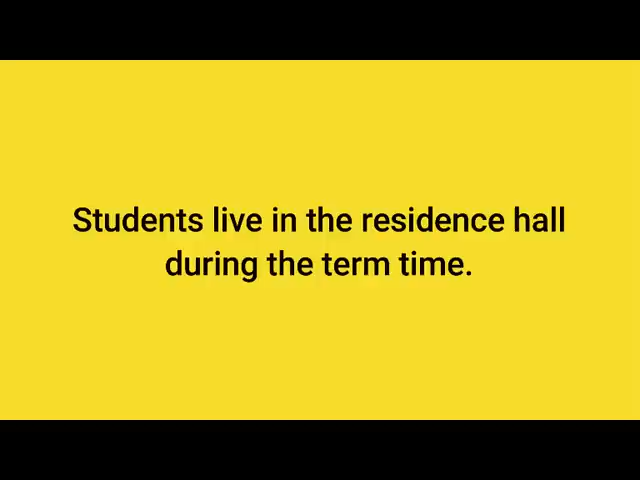 Students live in the residence hall
during the term time.